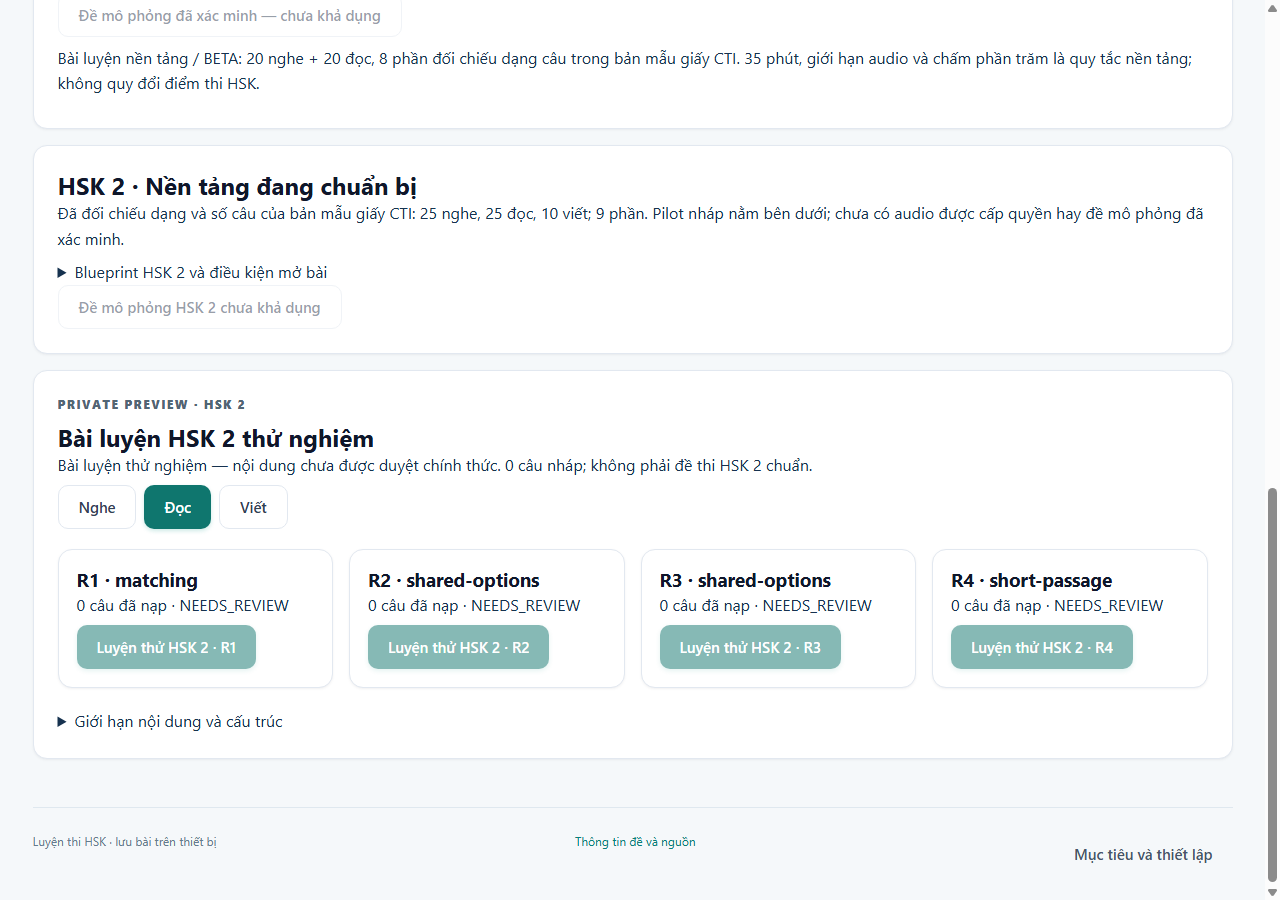 Đề mô phỏng đã xác minh — chưa khả dụng
Bài luyện nền tảng / BETA: 20 nghe + 20 đọc, 8 phần đối chiếu dạng câu trong bản mẫu giấy CTI. 35 phút, giới hạn audio và chấm phần trăm là quy tắc nền tảng;
không quy đổi điểm thi HSK.
HSK 2 · Nền tảng đang chuẩn bị
Đã đối chiếu dạng và số câu của bản mẫu giấy CTI: 25 nghe, 25 đọc, 10 viết; 9 phần. Pilot nháp nằm bên dưới; chưa có audio được cấp quyền hay đề mô phỏng đã
xác minh.
▶ Blueprint HSK 2 và điều kiện mở bài
Đề mô phỏng HSK 2 chưa khả dụng
PRIVATE PREVIEW · HSK 2
Bài luyện HSK 2 thử nghiệm
Bài luyện thử nghiệm — nội dung chưa được duyệt chính thức. 0 câu nháp; không phải đề thi HSK 2 chuẩn.
Nghe Đọc Viết
R1 · matching
0 câu đã nạp · NEEDS_REVIEW
Luyện thử HSK 2 · R1
R2 · shared-options
0 câu đã nạp · NEEDS_REVIEW
Luyện thử HSK 2 · R2
R3 · shared-options
0 câu đã nạp · NEEDS_REVIEW
Luyện thử HSK 2 · R3
R4 · short-passage
0 câu đã nạp · NEEDS_REVIEW
Luyện thử HSK 2 · R4
▶ Giới hạn nội dung và cấu trúc
Luyện thi HSK · lưu bài trên thiết bị
Thông tin đề và nguồn
Mục tiêu và thiết lập